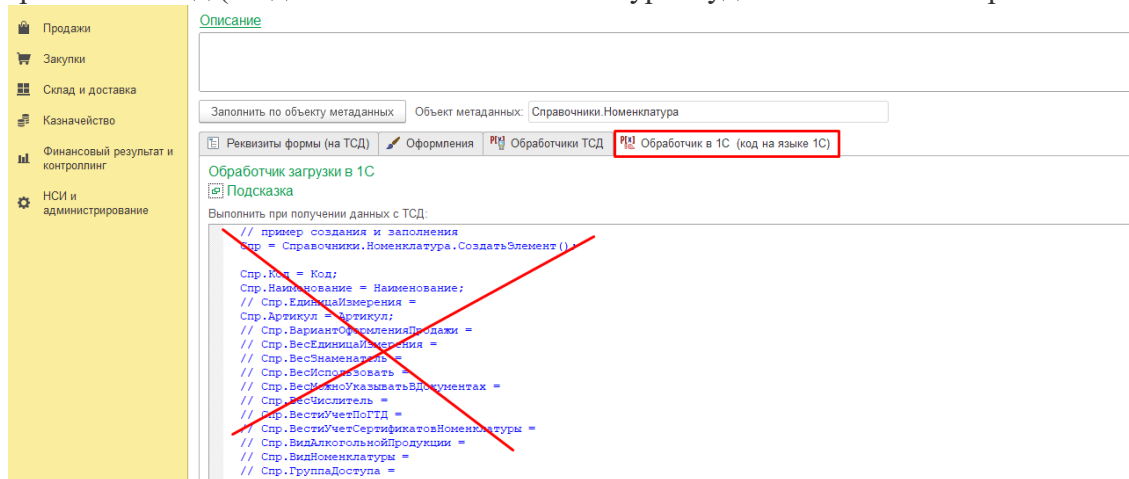 Продажи
Закупки
Склад и доставка
Казначейство
Финансовый результат и
контроллинг
НСИ и
администрирование
Описание
Заполнить по объекту метаданных Объект метаданных: Справочники.Номенклатура
Реквизиты формы (на ТСД) Оформления Обработчики ТСД Обработчик в 1С (код на языке 1С)
Обработчик загрузки в 1С
Подсказка
Выполнить при получении данных с ТСД:
// пример создания и заполнения
Спр = Справочники.Номенклатура.СоздатьЭлемент();
Спр.Код = Код;
Спр.Наименование = Наименование;
// Спр.ЕдиницаИзмерения =
Спр.Артикул = Артикул;
// Спр.ВариантОформленияПродажи =
// Спр.ВесЕдиницаИзмерения =
// Спр.ВесЗнаменатель =
// Спр.ВесИспользовать =
// Спр.ВесМожноУказыватьВДокументах =
// Спр.ВесЧислитель =
// Спр.ВестиУчетПоГТД =
// Спр.ВестиУчетСертификатовНоменклатуры =
// Спр.ВидАлкогольнойПродукции =
// Спр.ВидНоменклатуры =
// Спр.ГруппаДоступа =